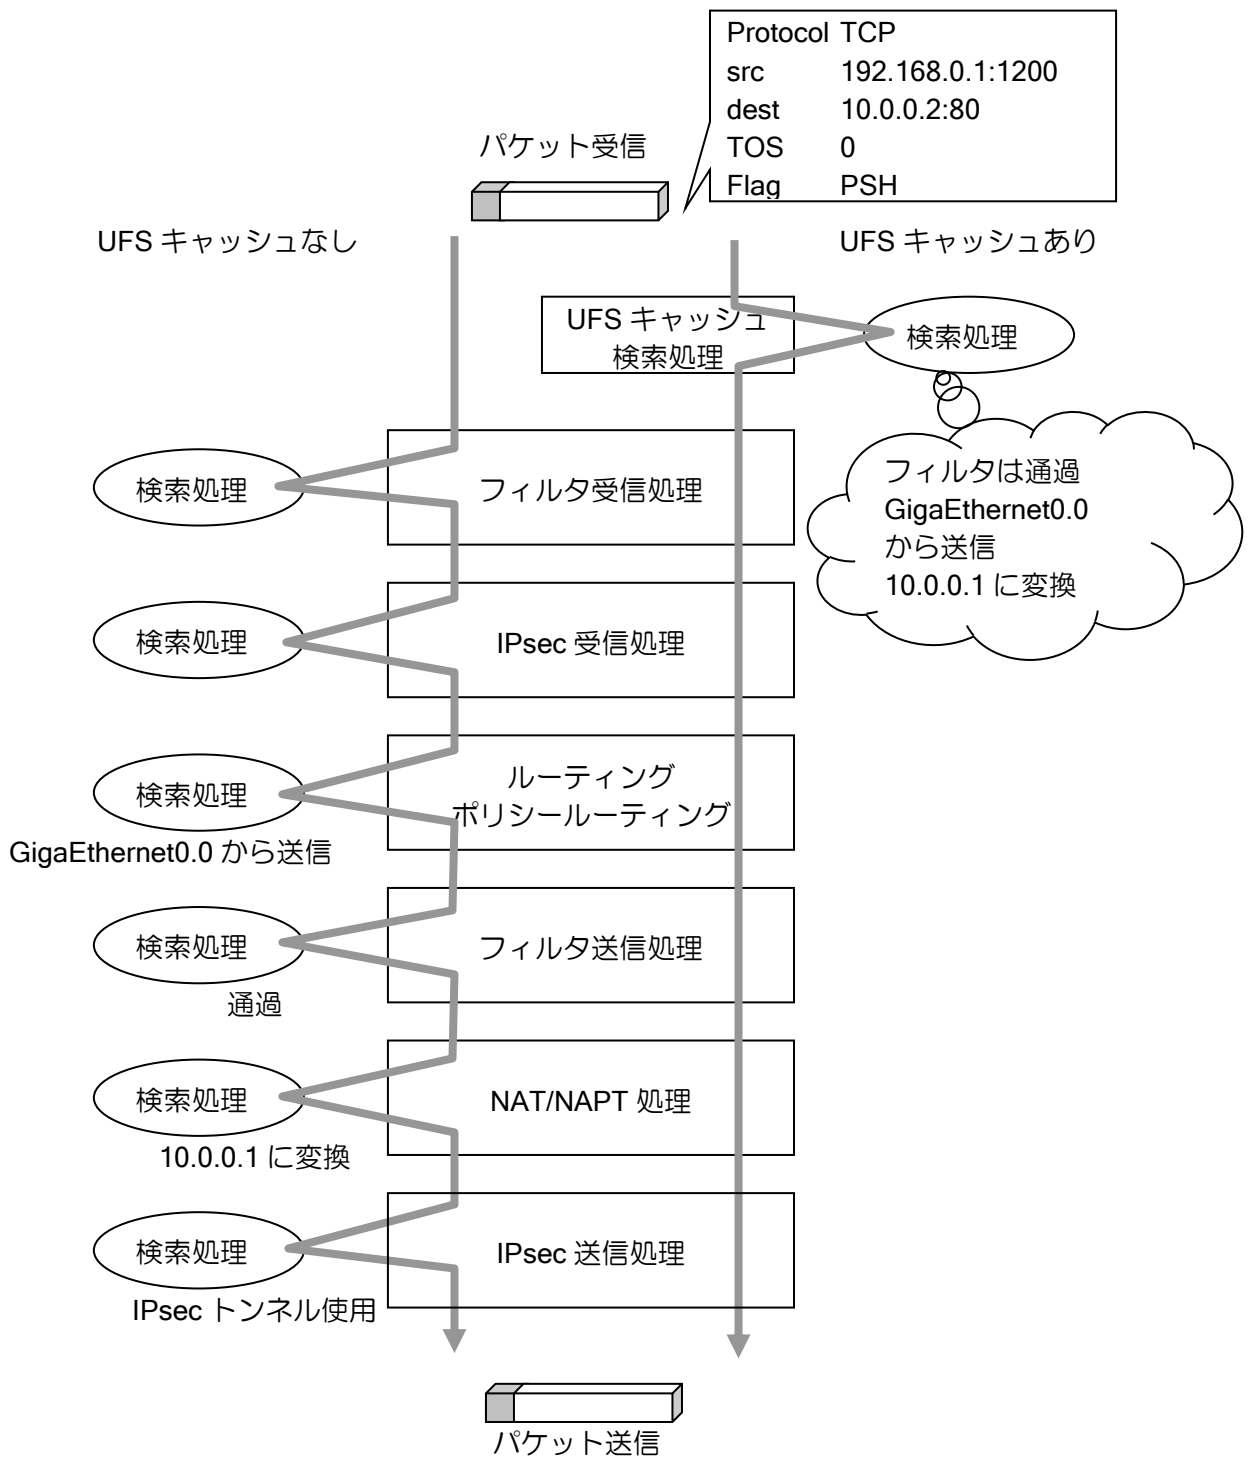 Protocol TCP
src 192.168.0.1:1200
dest 10.0.0.2:80
TOS 0
Flag PSH
パケット受信
UFS キャッシュなし
UFS キャッシュあり
UFS キャッシュ
検索処理
検索処理
フィルタは通過
GigaEthernet0.0
から送信
10.0.0.1 に変換
検索処理
フィルタ受信処理
検索処理
IPsec 受信処理
検索処理
GigaEthernet0.0 から送信
ルーティング
ポリシールーティング
検索処理
通過
フィルタ送信処理
検索処理
10.0.0.1 に変換
NAT/NAPT 処理
検索処理
IPsec トンネル使用
IPsec 送信処理
パケット送信